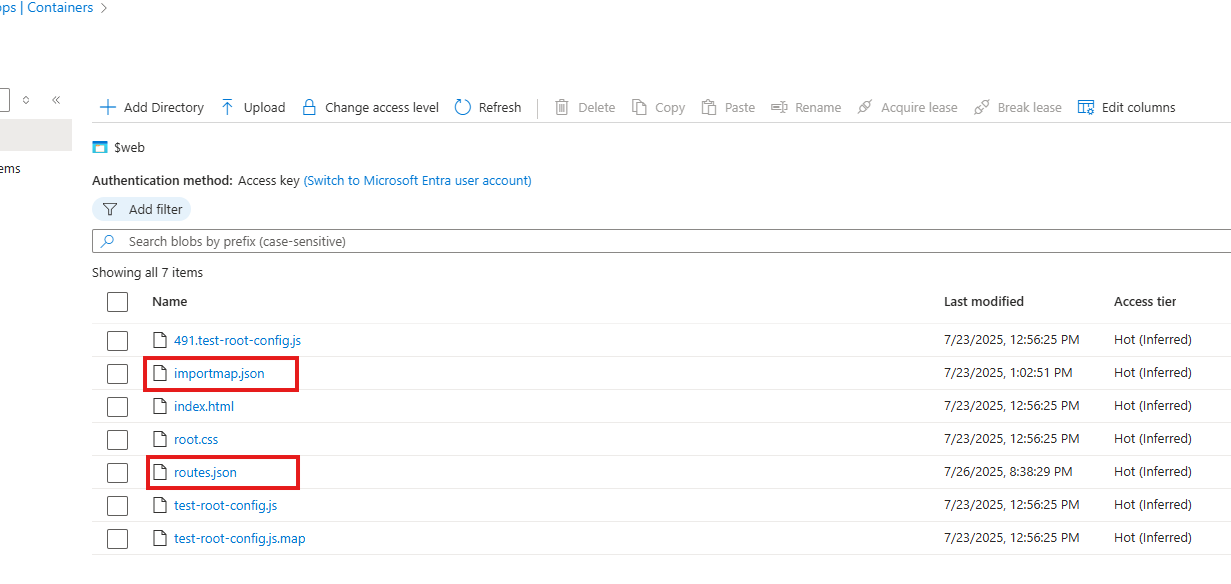 ops | Containers
Add Directory Upload Change access level Refresh Delete Copy Paste Rename Acquire lease Break lease Edit columns
$web
ems
Authentication method: Access key (Switch to Microsoft Entra user account)
Add filter
Search blobs by prefix (case-sensitive)
Showing all 7 items
Name Last modified Access tier
491.test-root-config.js 7/23/2025, 12:56:25 PM Hot (Inferred)
importmap.json 7/23/2025, 1:02:51 PM Hot (Inferred)
index.html 7/23/2025, 12:56:25 PM Hot (Inferred)
root.css 7/23/2025, 12:56:25 PM Hot (Inferred)
routes.json 7/26/2025, 8:38:29 PM Hot (Inferred)
test-root-config.js 7/23/2025, 12:56:25 PM Hot (Inferred)
test-root-config.js.map 7/23/2025, 12:56:25 PM Hot (Inferred)